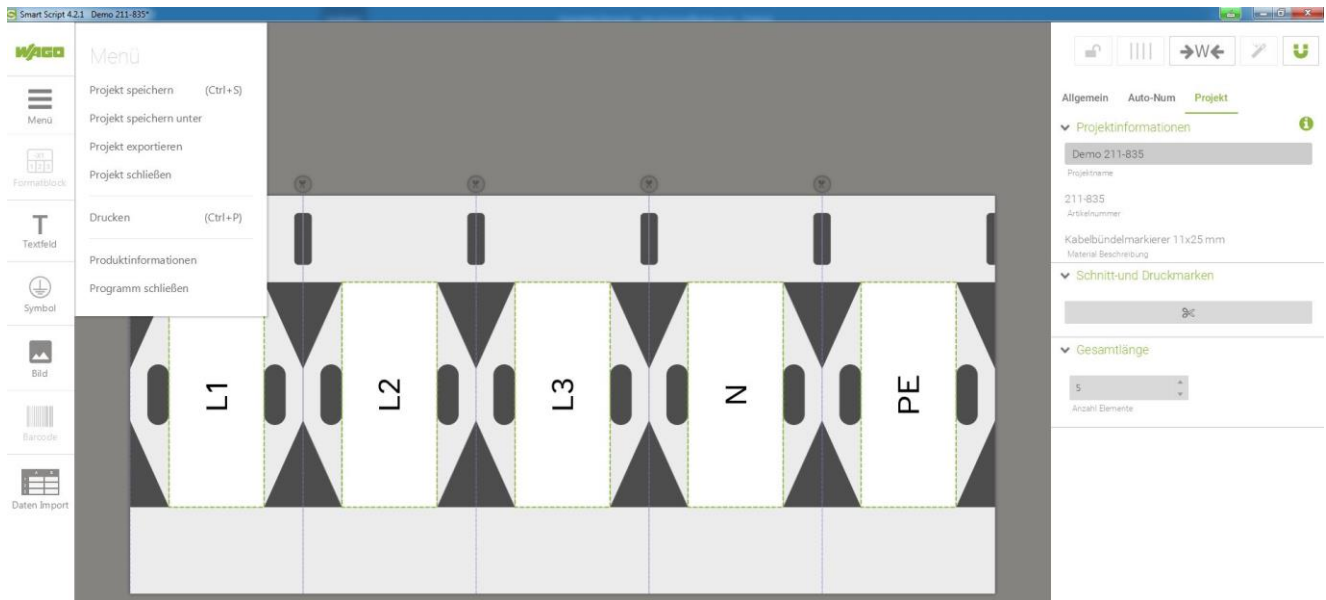 Smart Script 4.2.1 Demo 211-835*
WAGO
Menü
Formatblock
Textfeld
Symbol
Bild
Barcode
Daten Import
Menü
Projekt speichern (Ctrl+S)
Projekt speichern unter
Projekt exportieren
Projekt schließen
Drucken (Ctrl+P)
Produktinformationen
Programm schließen
L1
L2
L3
N
PE
W
Allgemein Auto-Num Projekt
Projektinformationen
Demo 211-835
Projektname
211-835
Artikelnummer
Kabelbündelmarkierer 11x25 mm
Material Beschreibung
Schnitt-und Druckmarken
Gesamtlänge
5
Anzahl Elemente